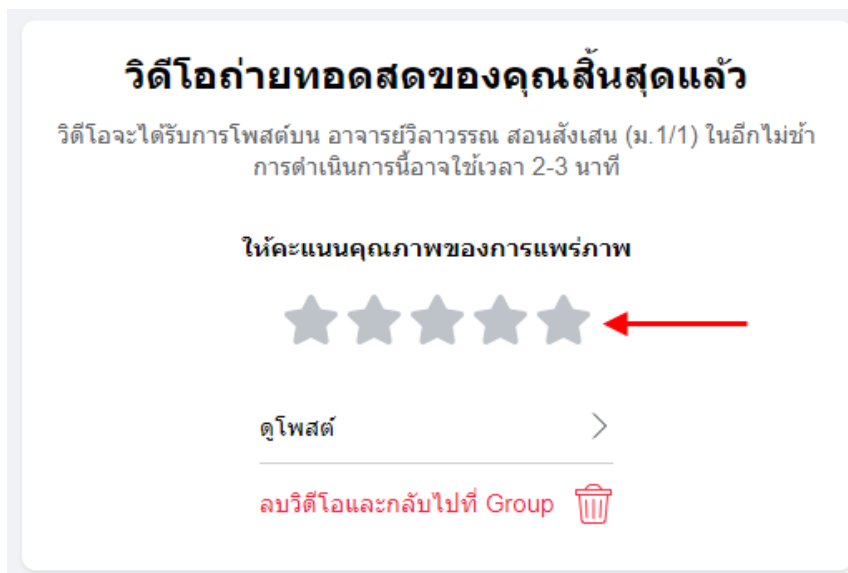 วิดีโอถ่ายทอดสดของคุณสิ้นสุดแล้ว
วิดีโอจะได้รับการโพสต์บน อาจารย์วิลาวรรณ สอนสังเสน (ม.1/1) ในอีกไม่ช้า
การดำเนินการนี้อาจใช้เวลา 2-3 นาที
ให้คะแนนคุณภาพของการแพร่ภาพ
ดูโพสต์
ลบวิดีโอและกลับไปที่ Group